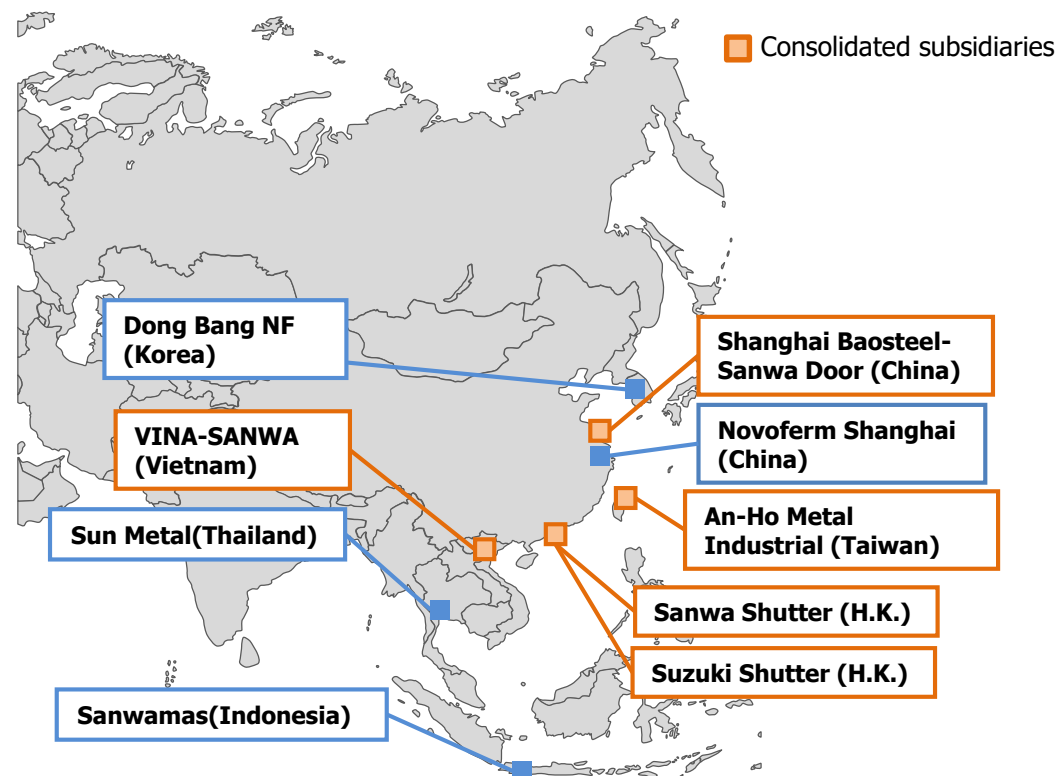 Consolidated subsidiaries
Dong Bang NF
(Korea)
Shanghai Baosteel-
Sanwa Door (China)
VINA-SANWA
(Vietnam)
Novoferm Shanghai
(China)
Sun Metal(Thailand)
An-Ho Metal
Industrial (Taiwan)
Sanwa Shutter (H.K.)
Suzuki Shutter (H.K.)
Sanwamas(Indonesia)